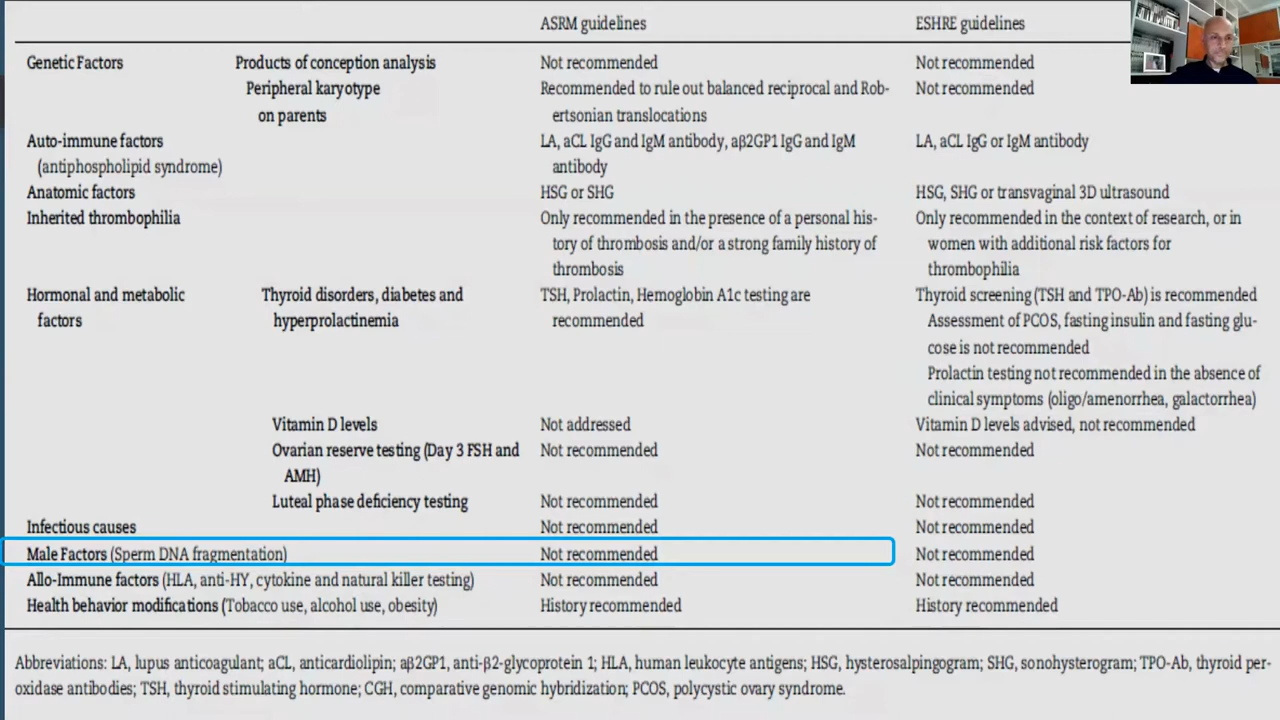 ASRM guidelines ESHRE guidelines
Genetic Factors Products of conception analysis Not recommended Not recommended
Peripheral karyotype Recommended to rule out balanced reciprocal and Rob- Not recommended
on parents ertsonian translocations
Auto-immune factors LA, aCL IgG and IgM antibody, aβ2GP1 IgG and IgM LA, aCL IgG or IgM antibody
(antiphospholipid syndrome) antibody
Anatomic factors HSG or SHG HSG, SHG or transvaginal 3D ultrasound
Inherited thrombophilia Only recommended in the presence of a personal his- Only recommended in the context of research, or in
tory of thrombosis and/or a strong family history of women with additional risk factors for
thrombosis thrombophilia
Hormonal and metabolic Thyroid disorders, diabetes and TSH, Prolactin, Hemoglobin A1c testing are Thyroid screening (TSH and TPO-Ab) is recommended
factors hyperprolactinemia recommended Assessment of PCOS, fasting insulin and fasting glu-
cose is not recommended
Prolactin testing not recommended in the absence of
clinical symptoms (oligo/amenorrhea, galactorrhea)
Vitamin D levels Not addressed Vitamin D levels advised, not recommended
Ovarian reserve testing (Day 3 FSH and Not recommended Not recommended
AMH)
Luteal phase deficiency testing Not recommended Not recommended
Infectious causes Not recommended Not recommended
Male Factors (Sperm DNA fragmentation) Not recommended Not recommended
Allo-Immune factors (HLA, anti-HY, cytokine and natural killer testing) Not recommended Not recommended
Health behavior modifications (Tobacco use, alcohol use, obesity) History recommended History recommended
Abbreviations: LA, lupus anticoagulant; aCL, anticardiolipin; aβ2GP1, anti-β2-glycoprotein 1; HLA, human leukocyte antigens; HSG, hysterosalpingogram; SHG, sonohysterogram; TPO-Ab, thyroid per-
oxidase antibodies; TSH, thyroid stimulating hormone; CGH, comparative genomic hybridization; PCOS, polycystic ovary syndrome.